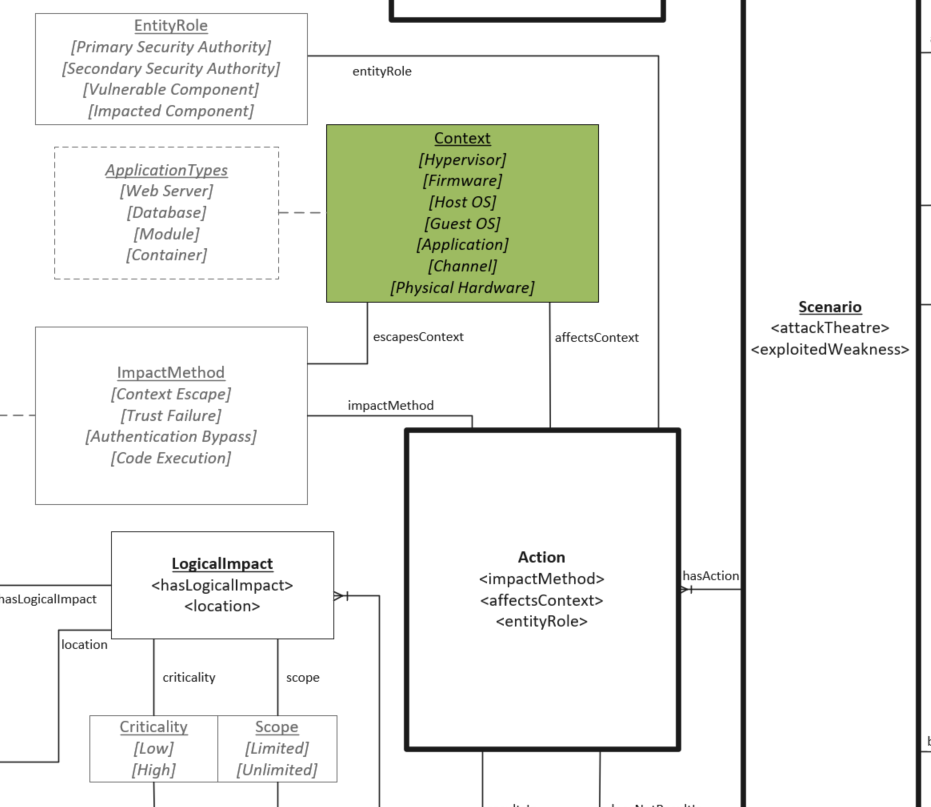 EntityRole
[Primary Security Authority]
[Secondary Security Authority]
[Vulnerable Component]
[Impacted Component]
entityRole
Context
[Hypervisor]
[Firmware]
[Host OS]
[Guest OS]
[Application]
[Channel]
[Physical Hardware]
ApplicationTypes
[Web Server]
[Database]
[Module]
[Container]
escapesContext
affectsContext
Scenario
<attackTheatre>
<exploitedWeakness>
ImpactMethod
[Context Escape]
[Trust Failure]
[Authentication Bypass]
[Code Execution]
impactMethod
LogicalImpact
<hasLogicalImpact>
<location>
hasLogicalImpact
location
criticality
scope
Criticality
[Low]
[High]
Scope
[Limited]
[Unlimited]
Action
<impactMethod>
<affectsContext>
<entityRole>
hasAction